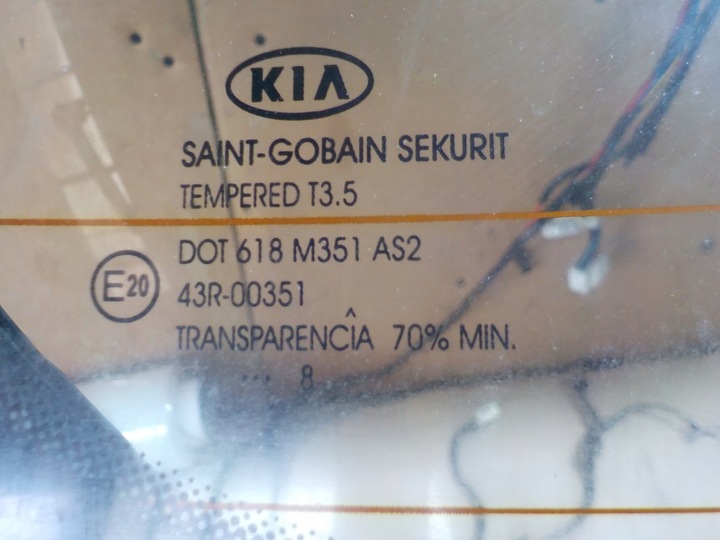 KIA
SAINT-GOBAIN SEKURIT
TEMPERED T3.5
DOT 618 M351 AS2
E20
43R-00351
TRANSPARENCÎA 70% MIN.
... 8